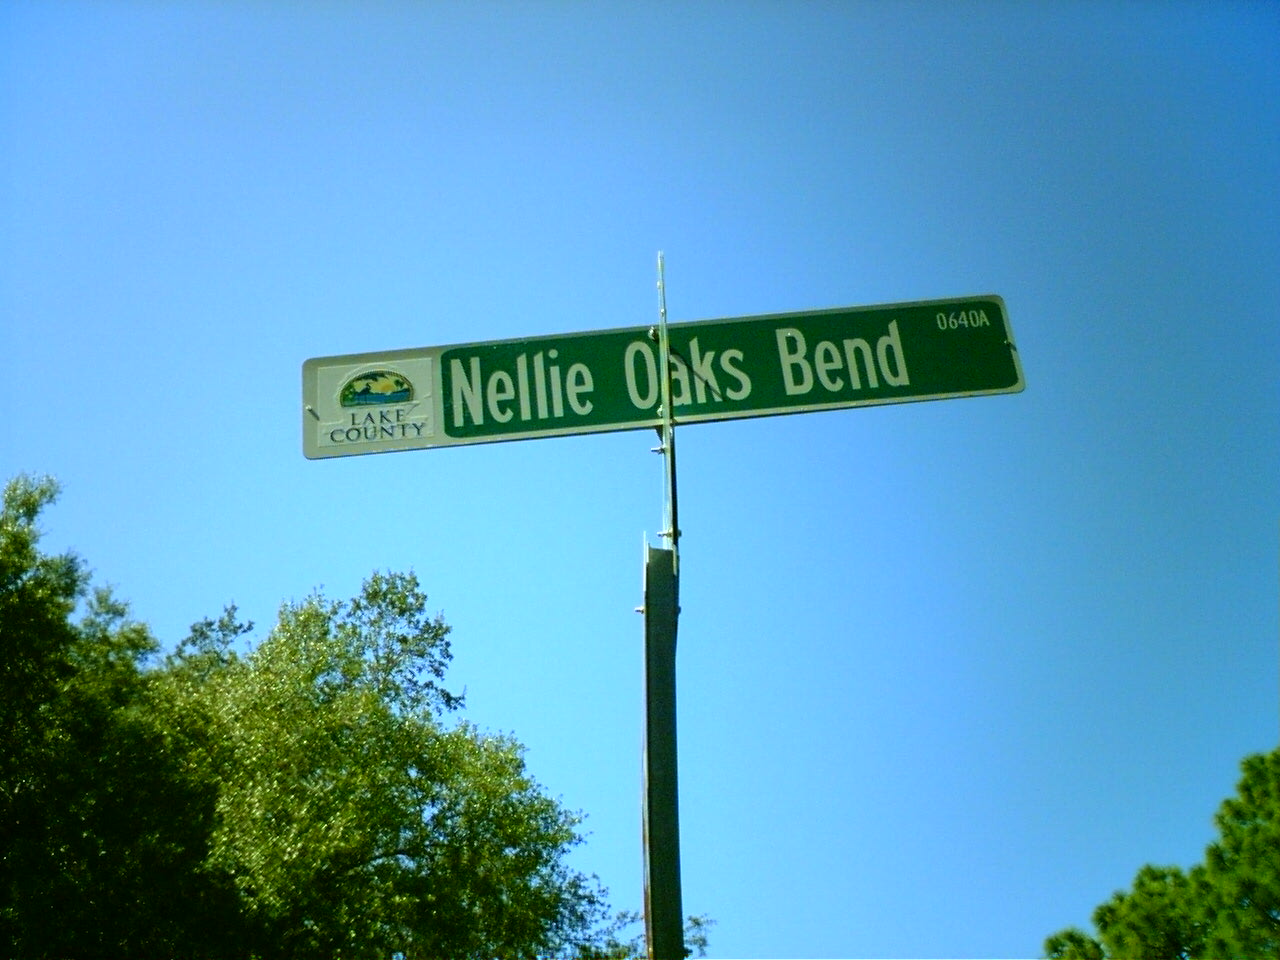 LAKE
COUNTY
Nellie Oaks Bend
0640A